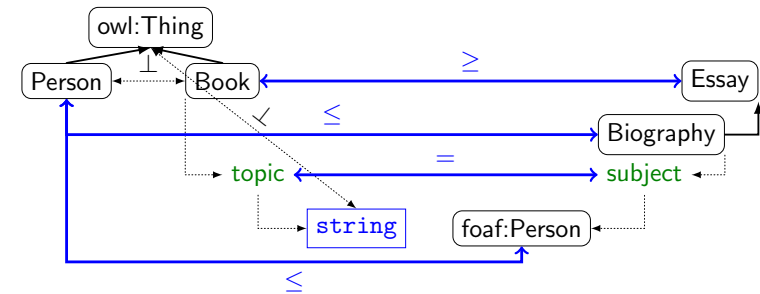 owl:Thing
⊥
≥
Person
Book
Essay
⊥
≤
Biography
=
topic
subject
string
foaf:Person
≤